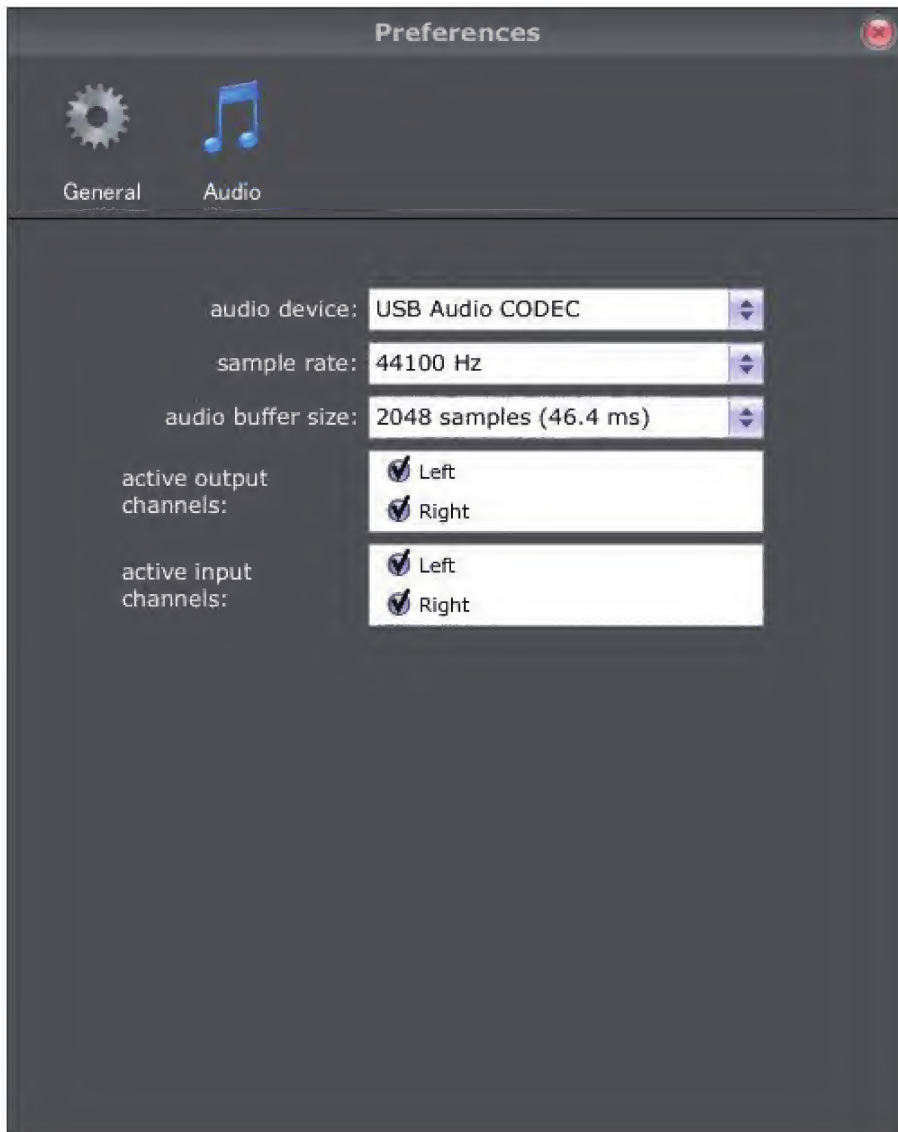 Preferences
General Audio
audio device: USB Audio CODEC
sample rate: 44100 Hz
audio buffer size: 2048 samples (46.4 ms)
active output
channels:
Left
Right
active input
channels:
Left
Right